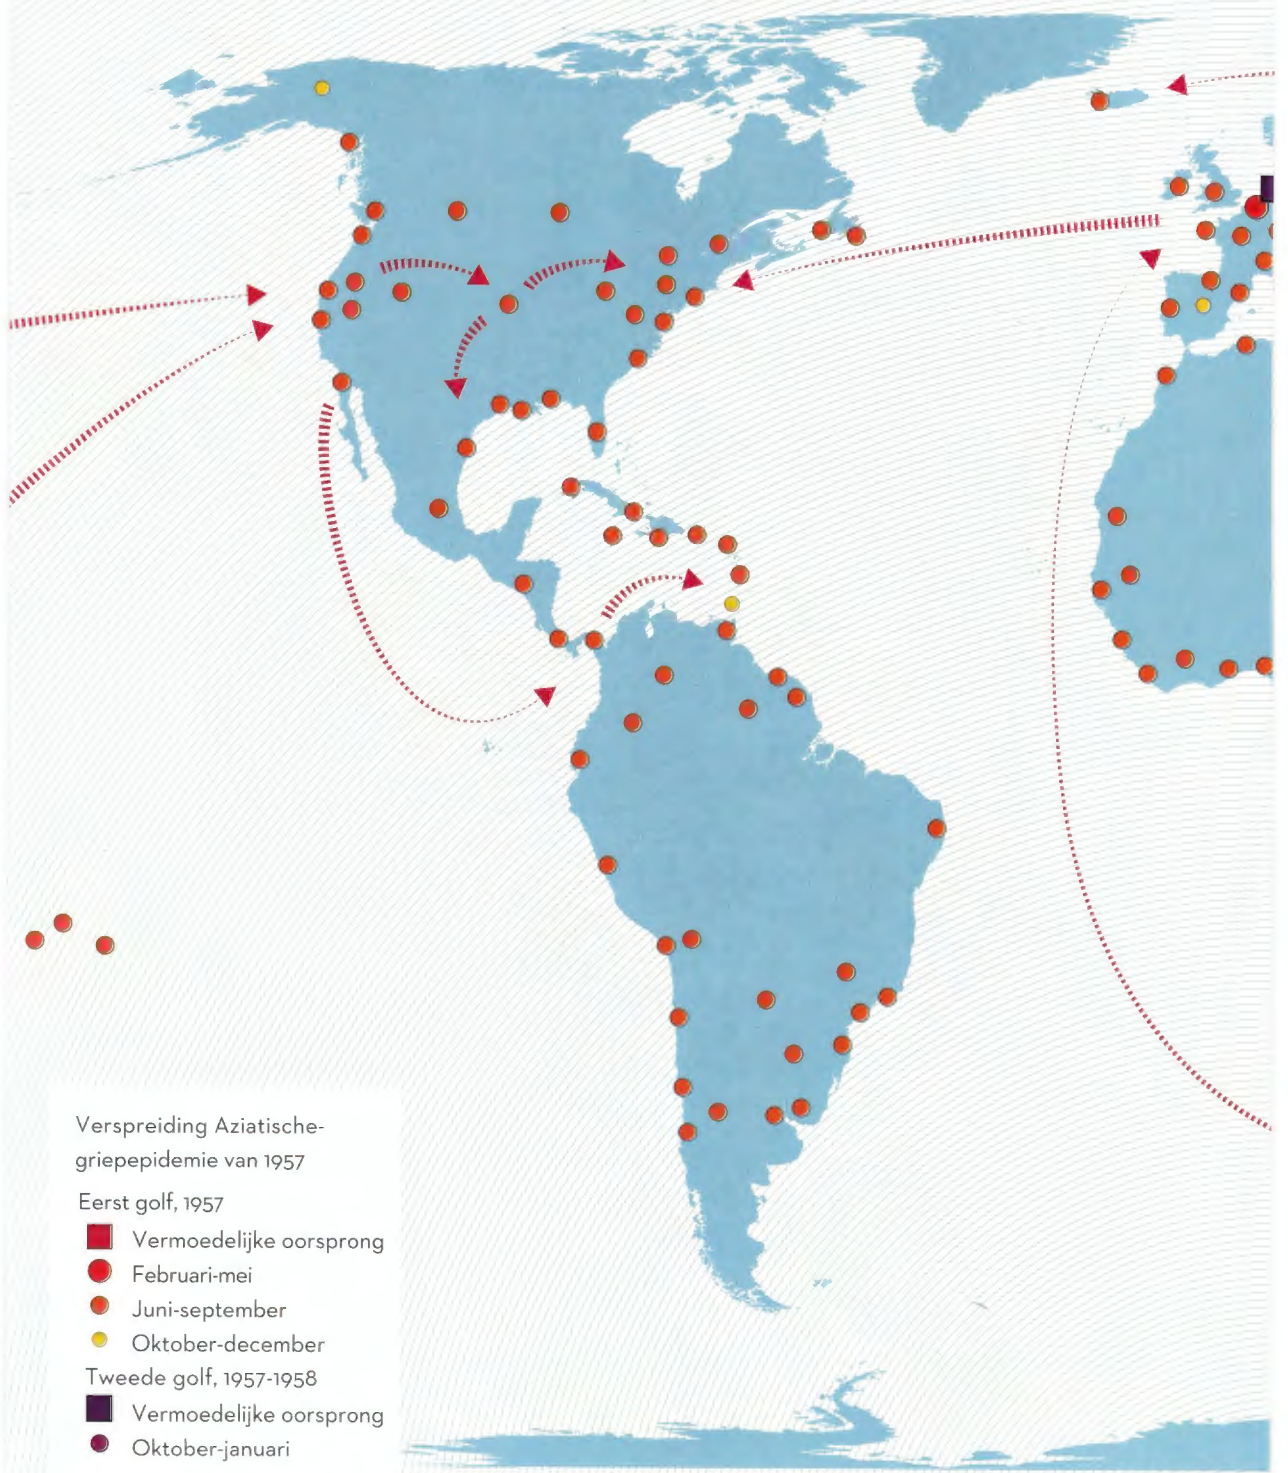 Verspreiding Aziatische-
griepepidemie van 1957
Eerst golf, 1957
Vermoedelijke oorsprong
Februari-mei
Juni-september
Oktober-december
Tweede golf, 1957-1958
Vermoedelijke oorsprong
Oktober-januari